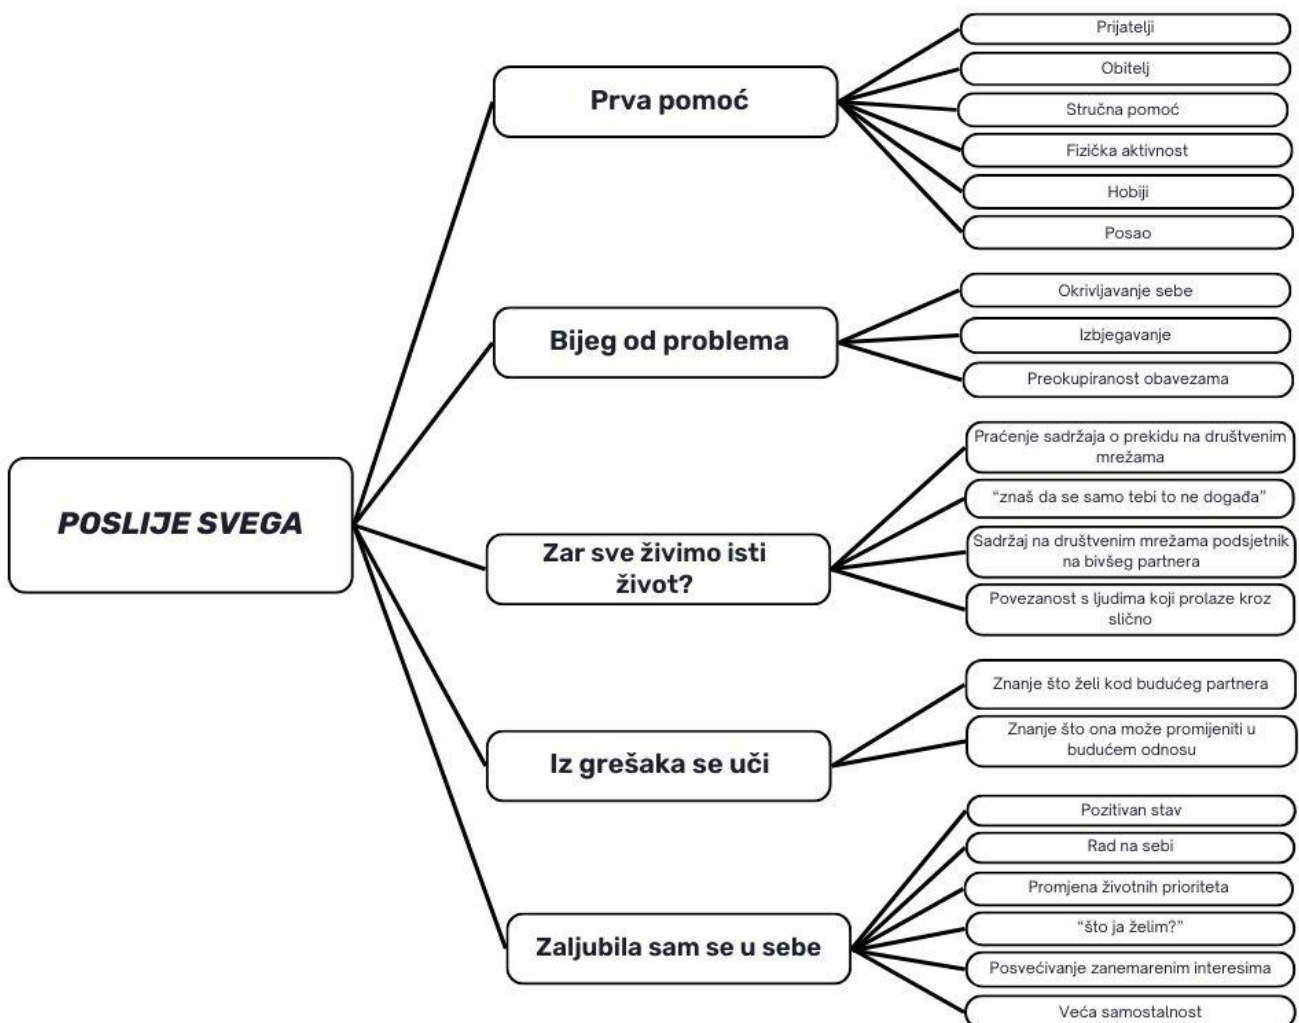 POSLIJE SVEGA
Prva pomoć
Prijatelji
Obitelj
Stručna pomoć
Fizička aktivnost
Hobiji
Posao
Bijeg od problema
Okrivljavanje sebe
Izbjegavanje
Preokupiranost obavezama
Zar sve živimo isti
život?
Praćenje sadržaja o prekidu na društvenim
mrežama
“znaš da se samo tebi to ne događa”
Sadržaj na društvenim mrežama podsjetnik
na bivšeg partnera
Povezanost s ljudima koji prolaze kroz
slično
Iz grešaka se uči
Znanje što želi kod budućeg partnera
Znanje što ona može promijeniti u
budućem odnosu
Zaljubila sam se u sebe
Pozitivan stav
Rad na sebi
Promjena životnih prioriteta
“što ja želim?”
Posvećivanje zanemarenim interesima
Veća samostalnost